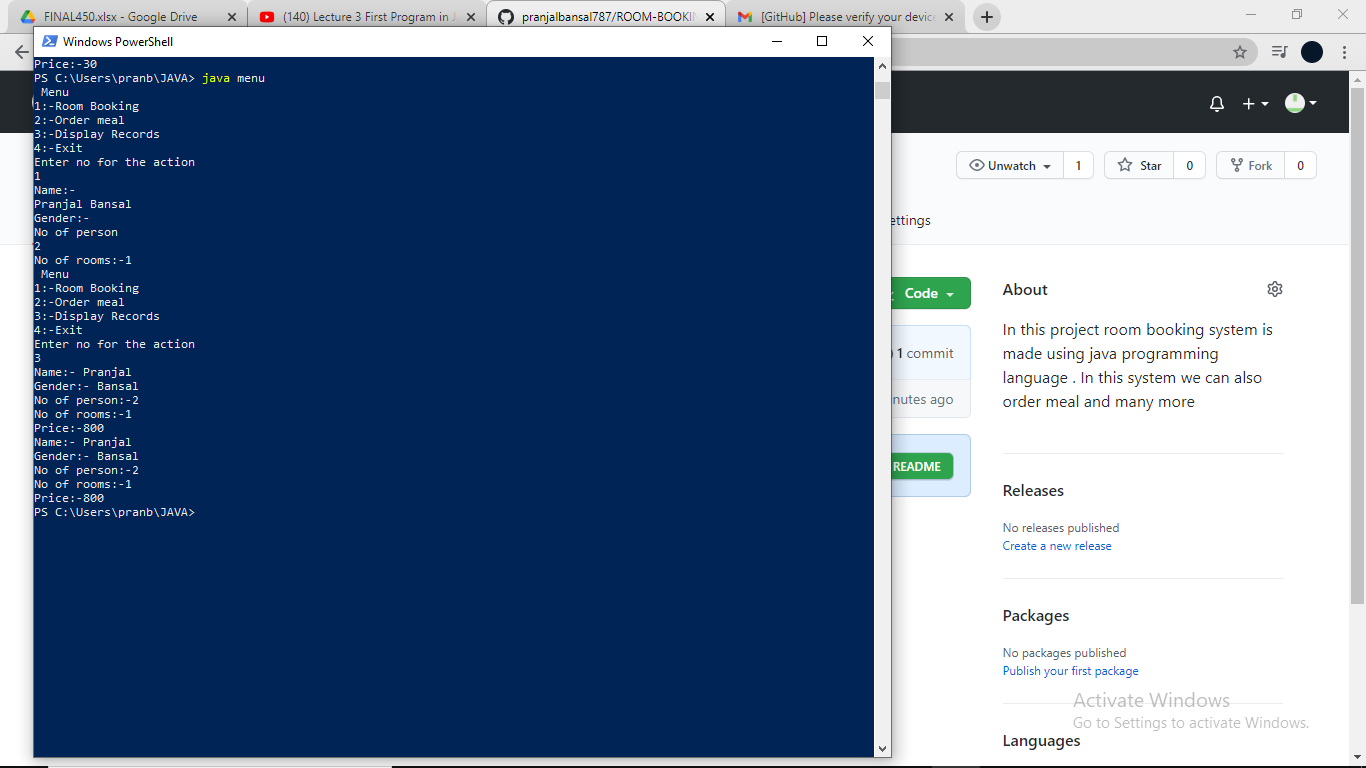 FINAL450.xlsx - Google Drive
(140) Lecture 3 First Program in J
pranjalbansal787/ROOM-BOOKIN
[GitHub] Please verify your device
Windows PowerShell
Price:-30
PS C:\Users\pranb\JAVA> java menu
Menu
1:-Room Booking
2:-Order meal
3:-Display Records
4:-Exit
Enter no for the action
1
Name:-
Pranjal Bansal
Gender:-
No of person
2
No of rooms:-1
Menu
1:-Room Booking
2:-Order meal
3:-Display Records
4:-Exit
Enter no for the action
3
Name:- Pranjal
Gender:- Bansal
No of person:-2
No of rooms:-1
Price:-800
Name:- Pranjal
Gender:- Bansal
No of person:-2
No of rooms:-1
Price:-800
PS C:\Users\pranb\JAVA>
Unwatch 1 Star 0 Fork 0
ettings
Code
1 commit
nutes ago
README
About
In this project room booking system is
made using java programming
language . In this system we can also
order meal and many more
Releases
No releases published
Create a new release
Packages
No packages published
Publish your first package
Activate Windows
Go to Settings to activate Windows.
Languages